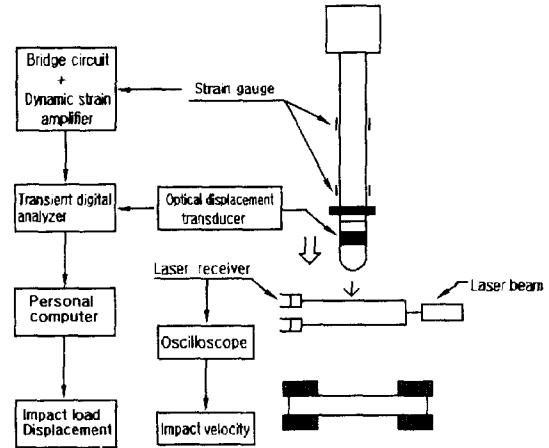 Bridge circuit
+
Dynamic strain
amplifier
Strain gauge
Transient digital
analyzer
Optical displacement
transducer
Laser receiver
Laser beam
Personal
computer
Oscilloscope
Impact load
Displacement
Impact velocity